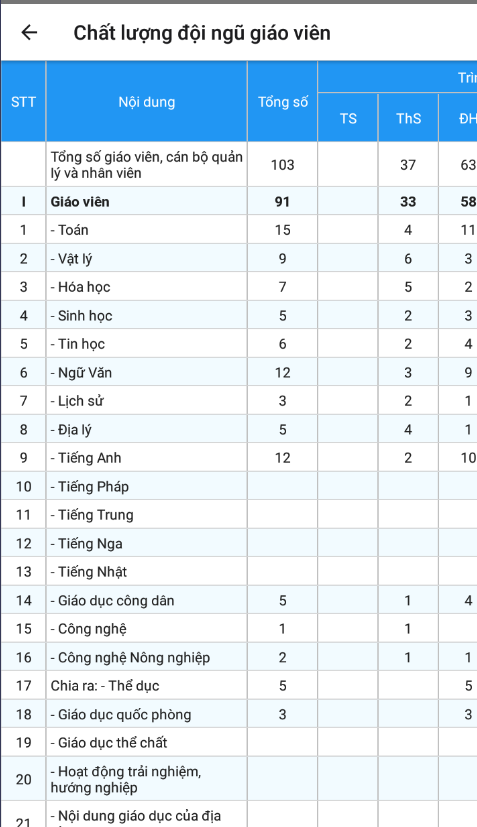 Chất lượng đội ngũ giáo viên
STT Nội dung Tổng số
TS ThS
Tổng số giáo viên, cán bộ quản
lý và nhân viên 103 37 63
I Giáo viên 91 33 58
1 - Toán 15 4 11
2 - Vật lý 9 6 3
3 - Hóa học 7 5 2
4 - Sinh học 5 2 3
5 - Tin học 6 2 4
6 - Ngữ Văn 12 3 9
7 - Lịch sử 3 2 1
8 - Địa lý 5 4 1
9 - Tiếng Anh 12 2 10
10 - Tiếng Pháp
11 - Tiếng Trung
12 - Tiếng Nga
13 - Tiếng Nhật
14 - Giáo dục công dân 5 1 4
15 - Công nghệ 1 1
16 - Công nghệ Nông nghiệp 2 1 1
17 Chia ra: - Thể dục 5 5
18 - Giáo dục quốc phòng 3 3
19 - Giáo dục thể chất
20 - Hoạt động trải nghiệm,
hướng nghiệp
21 - Nội dung giáo dục của địa